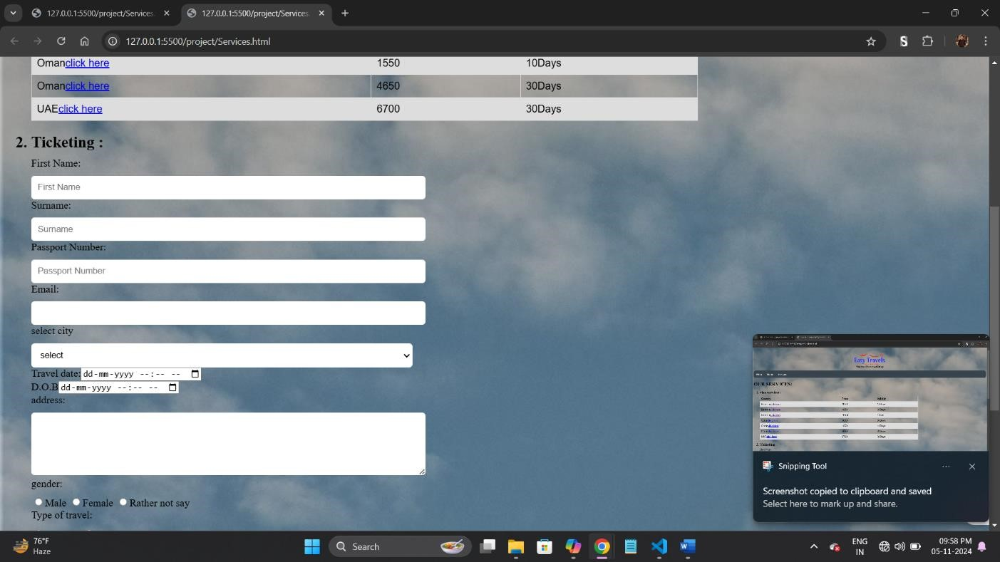 127.0.0.1:5500/project/Services.
127.0.0.1:5500/project/Services.
127.0.0.1:5500/project/Services.html
Omanclick here 1550 10Days
Omanclick here 4650 30Days
UAEclick here 6700 30Days
2. Ticketing :
First Name:
First Name
Surname:
Surname
Passport Number:
Passport Number
Email:
select city
select
Travel date:dd-mm-yyyy --:-- --
D.O.Bdd-mm-yyyy --:-- --
address:
gender:
Male Female Rather not say
Type of travel:
Easy Travels
OUR SERVICES:
Snipping Tool
Screenshot copied to clipboard and saved
Select here to mark up and share.
76°F
Haze
Search
ENG
IN
09:58 PM
05-11-2024